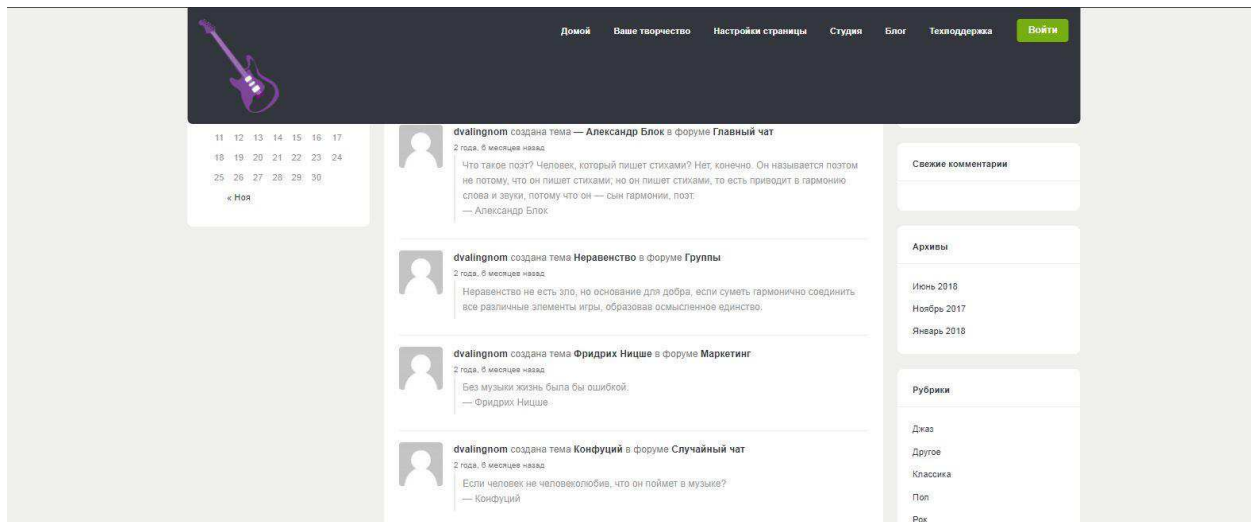 Домой Ваше творчество Настройки страницы Студия Блог Техподдержка Войти
11 12 13 14 15 16 17
18 19 20 21 22 23 24
25 26 27 28 29 30
« Ноя
dvalingnom создана тема — Александр Блок в форуме Главный чат
2 года, 6 месяцев назад
Что такое поэт? Человек, который пишет стихами? Нет, конечно. Он называется поэтом
не потому, что он пишет стихами; но он пишет стихами, то есть приводит в гармонию
слова и звуки, потому что он — сын гармонии, поэт.
— Александр Блок
dvalingnom создана тема Неравенство в форуме Группы
2 года, 6 месяцев назад
Неравенство не есть зло, но основание для добра, если суметь гармонично соединить
все различные элементы игры, образовав осмысленное единство.
dvalingnom создана тема Фридрих Ницше в форуме Маркетинг
2 года, 6 месяцев назад
Без музыки жизнь была бы ошибкой.
— Фридрих Ницше
dvalingnom создана тема Конфуций в форуме Случайный чат
2 года, 6 месяцев назад
Если человек не человеколюбив, что он поймет в музыке?
— Конфуций
Свежие комментарии
Архивы
Июнь 2018
Ноябрь 2017
Январь 2018
Рубрики
Джаз
Другое
Классика
Поп
Рок